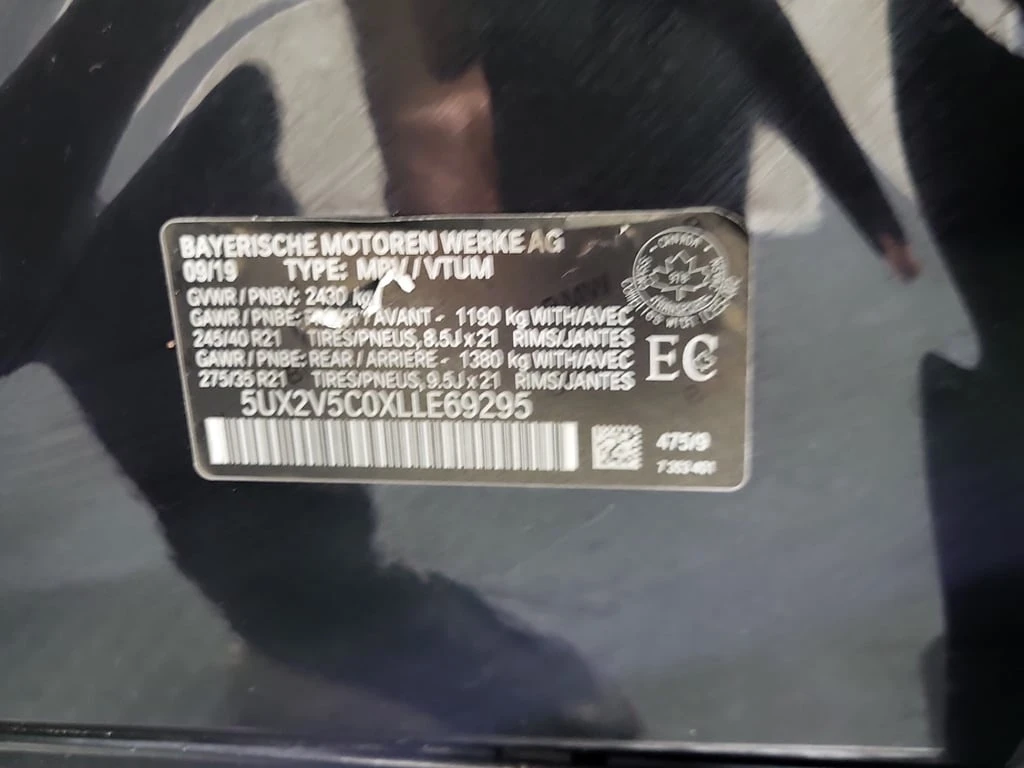 BAYERISCHE MOTOREN WERKE AG
09/19 TYPE: MPV / VTUM
GVWR / PNBV: 2430 kg
GAWR / PNBE: / AVANT - 1190 kg WITH/AVEC
245/40 R21 TIRES/PNEUS, 8.5J x 21 RIMS/JANTES
GAWR / PNBE: REAR / ARRIERE - 1380 kg WITH/AVEC
275/35 R21 TIRES/PNEUS, 9.5J x 21 RIMS/JANTES
5UX2V5C0XLLE69295
CANADA
EC
475/9